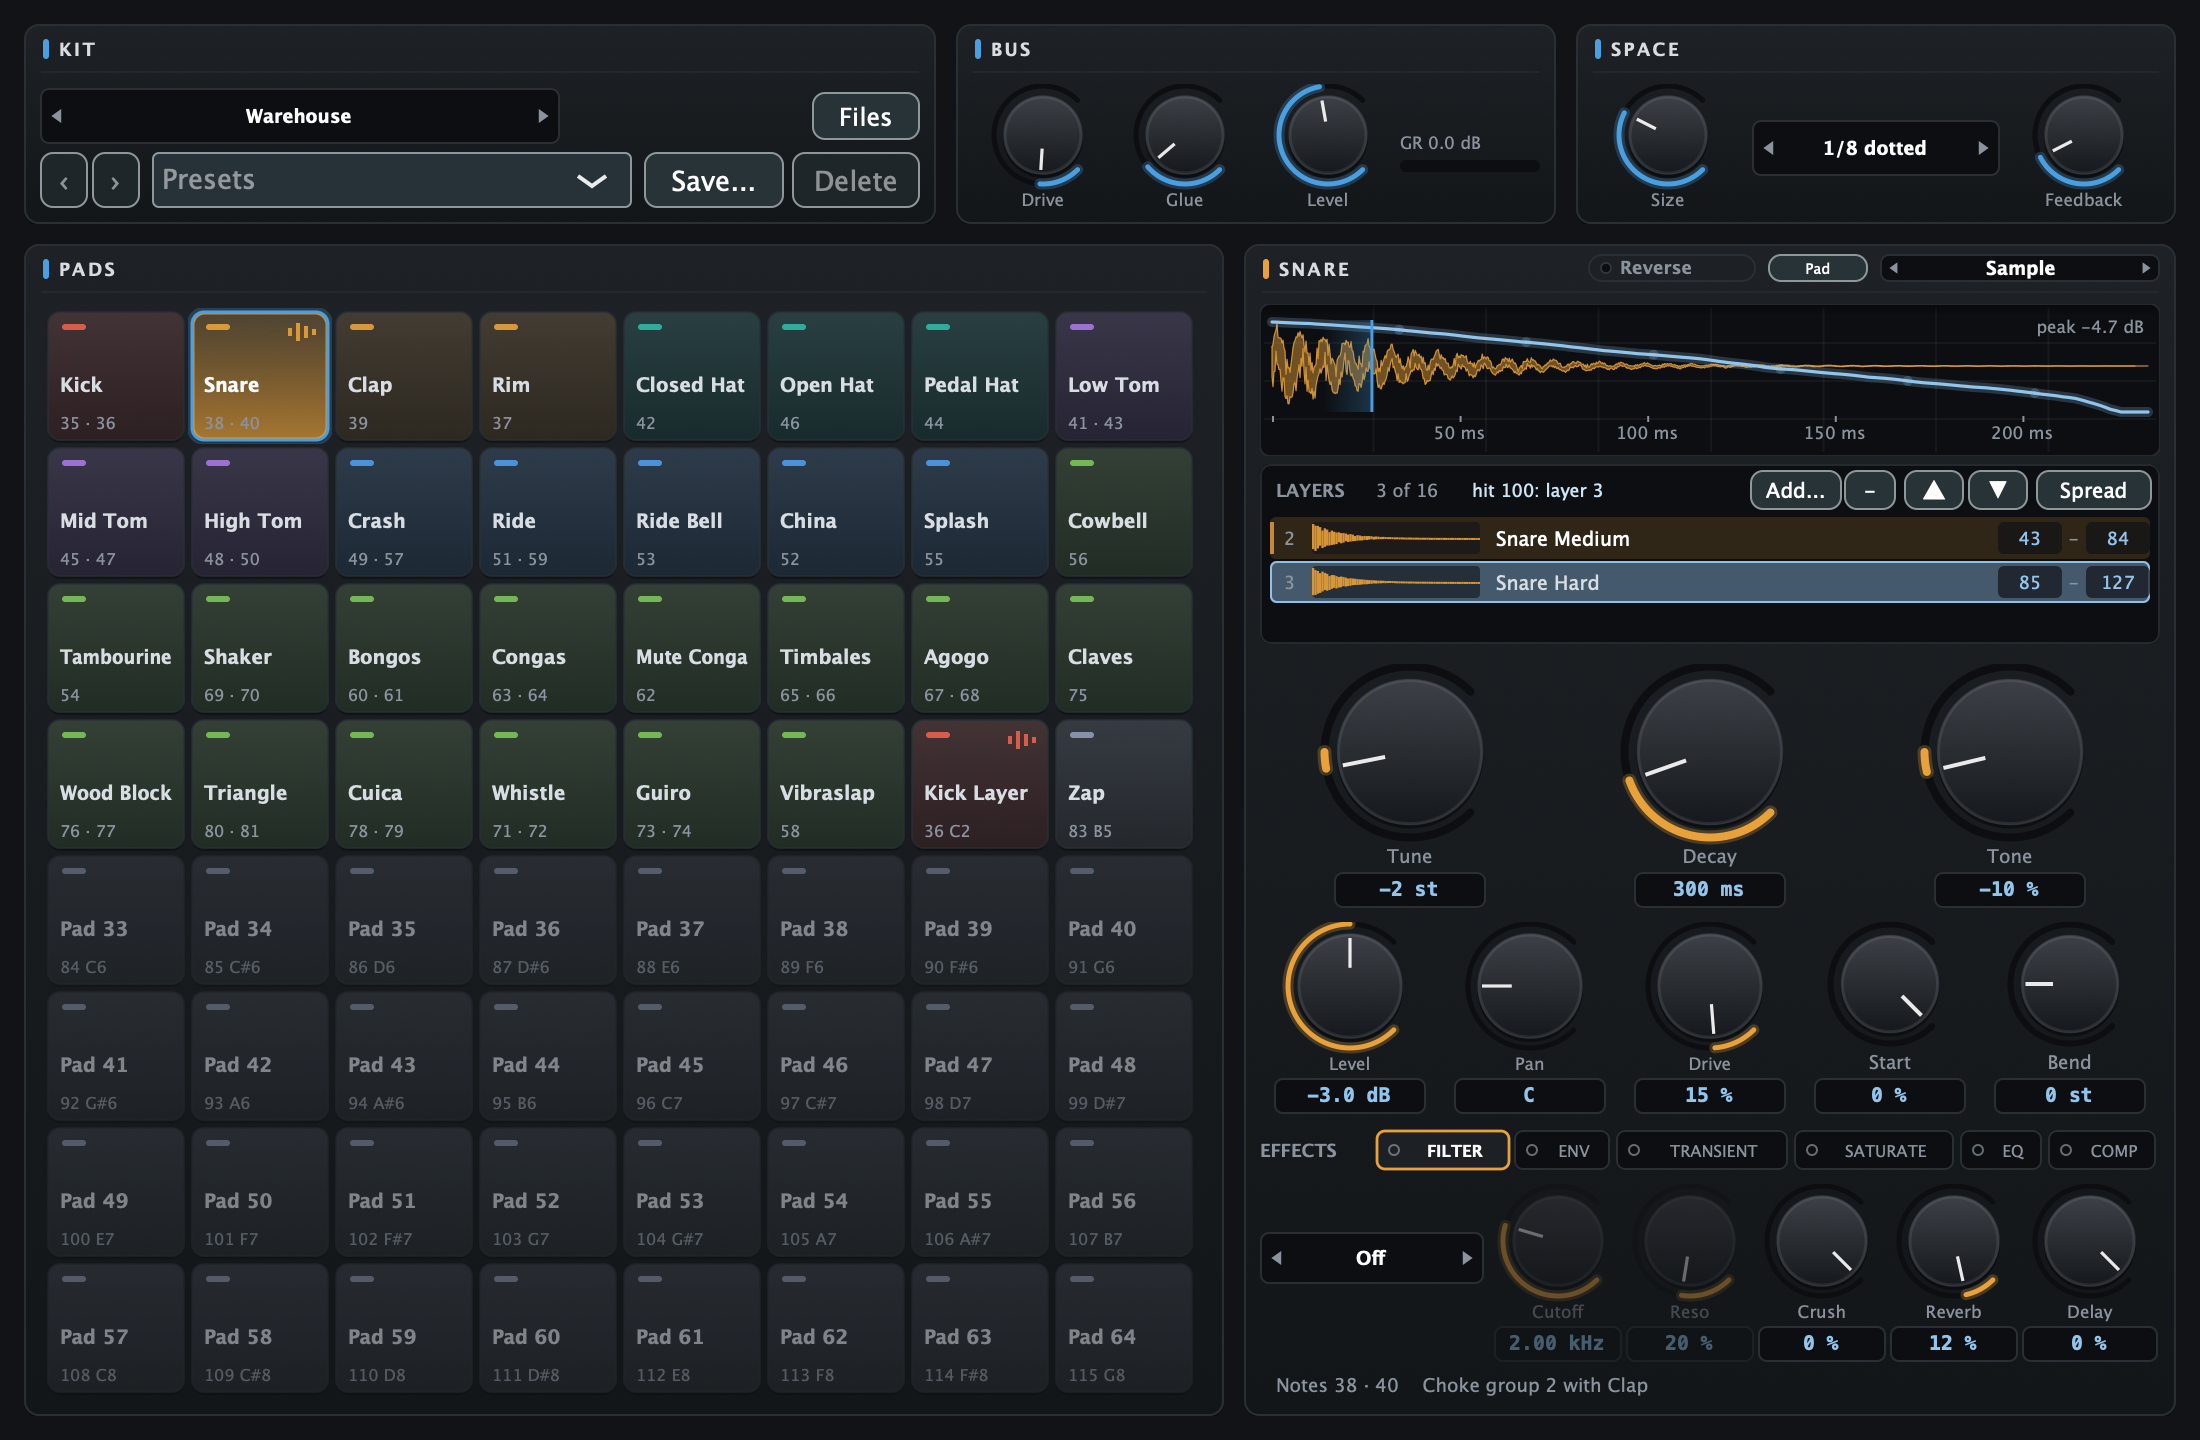 KIT
Warehouse
Files
Presets
Save...
Delete
BUS
Drive
Glue
Level
GR 0.0 dB
SPACE
Size
1/8 dotted
Feedback
PADS
Kick
35 · 36
Snare
38 · 40
Clap
39
Rim
37
Closed Hat
42
Open Hat
46
Pedal Hat
44
Low Tom
41 · 43
Mid Tom
45 · 47
High Tom
48 · 50
Crash
49 · 57
Ride
51 · 59
Ride Bell
53
China
52
Splash
55
Cowbell
56
Tambourine
54
Shaker
69 · 70
Bongos
60 · 61
Congas
63 · 64
Mute Conga
62
Timbales
65 · 66
Agogo
67 · 68
Claves
75
Wood Block
76 · 77
Triangle
80 · 81
Cuica
78 · 79
Whistle
71 · 72
Guiro
73 · 74
Vibraslap
58
Kick Layer
36 C2
Zap
83 B5
Pad 33
84 C6
Pad 34
85 C#6
Pad 35
86 D6
Pad 36
87 D#6
Pad 37
88 E6
Pad 38
89 F6
Pad 39
90 F#6
Pad 40
91 G6
Pad 41
92 G#6
Pad 42
93 A6
Pad 43
94 A#6
Pad 44
95 B6
Pad 45
96 C7
Pad 46
97 C#7
Pad 47
98 D7
Pad 48
99 D#7
Pad 49
100 E7
Pad 50
101 F7
Pad 51
102 F#7
Pad 52
103 G7
Pad 53
104 G#7
Pad 54
105 A7
Pad 55
106 A#7
Pad 56
107 B7
Pad 57
108 C8
Pad 58
109 C#8
Pad 59
110 D8
Pad 60
111 D#8
Pad 61
112 E8
Pad 62
113 F8
Pad 63
114 F#8
Pad 64
115 G8
SNARE
Reverse
Pad
Sample
peak -4.7 dB
50 ms
100 ms
150 ms
200 ms
LAYERS
3 of 16
hit 100: layer 3
Add...
–
Spread
2
Snare Medium
43 – 84
3
Snare Hard
85 – 127
Tune
-2 st
Decay
300 ms
Tone
-10 %
Level
-3.0 dB
Pan
C
Drive
15 %
Start
0 %
Bend
0 st
EFFECTS
FILTER
ENV
TRANSIENT
SATURATE
EQ
COMP
Off
Cutoff
2.00 kHz
Reso
20 %
Crush
0 %
Reverb
12 %
Delay
0 %
Notes 38 · 40
Choke group 2 with Clap